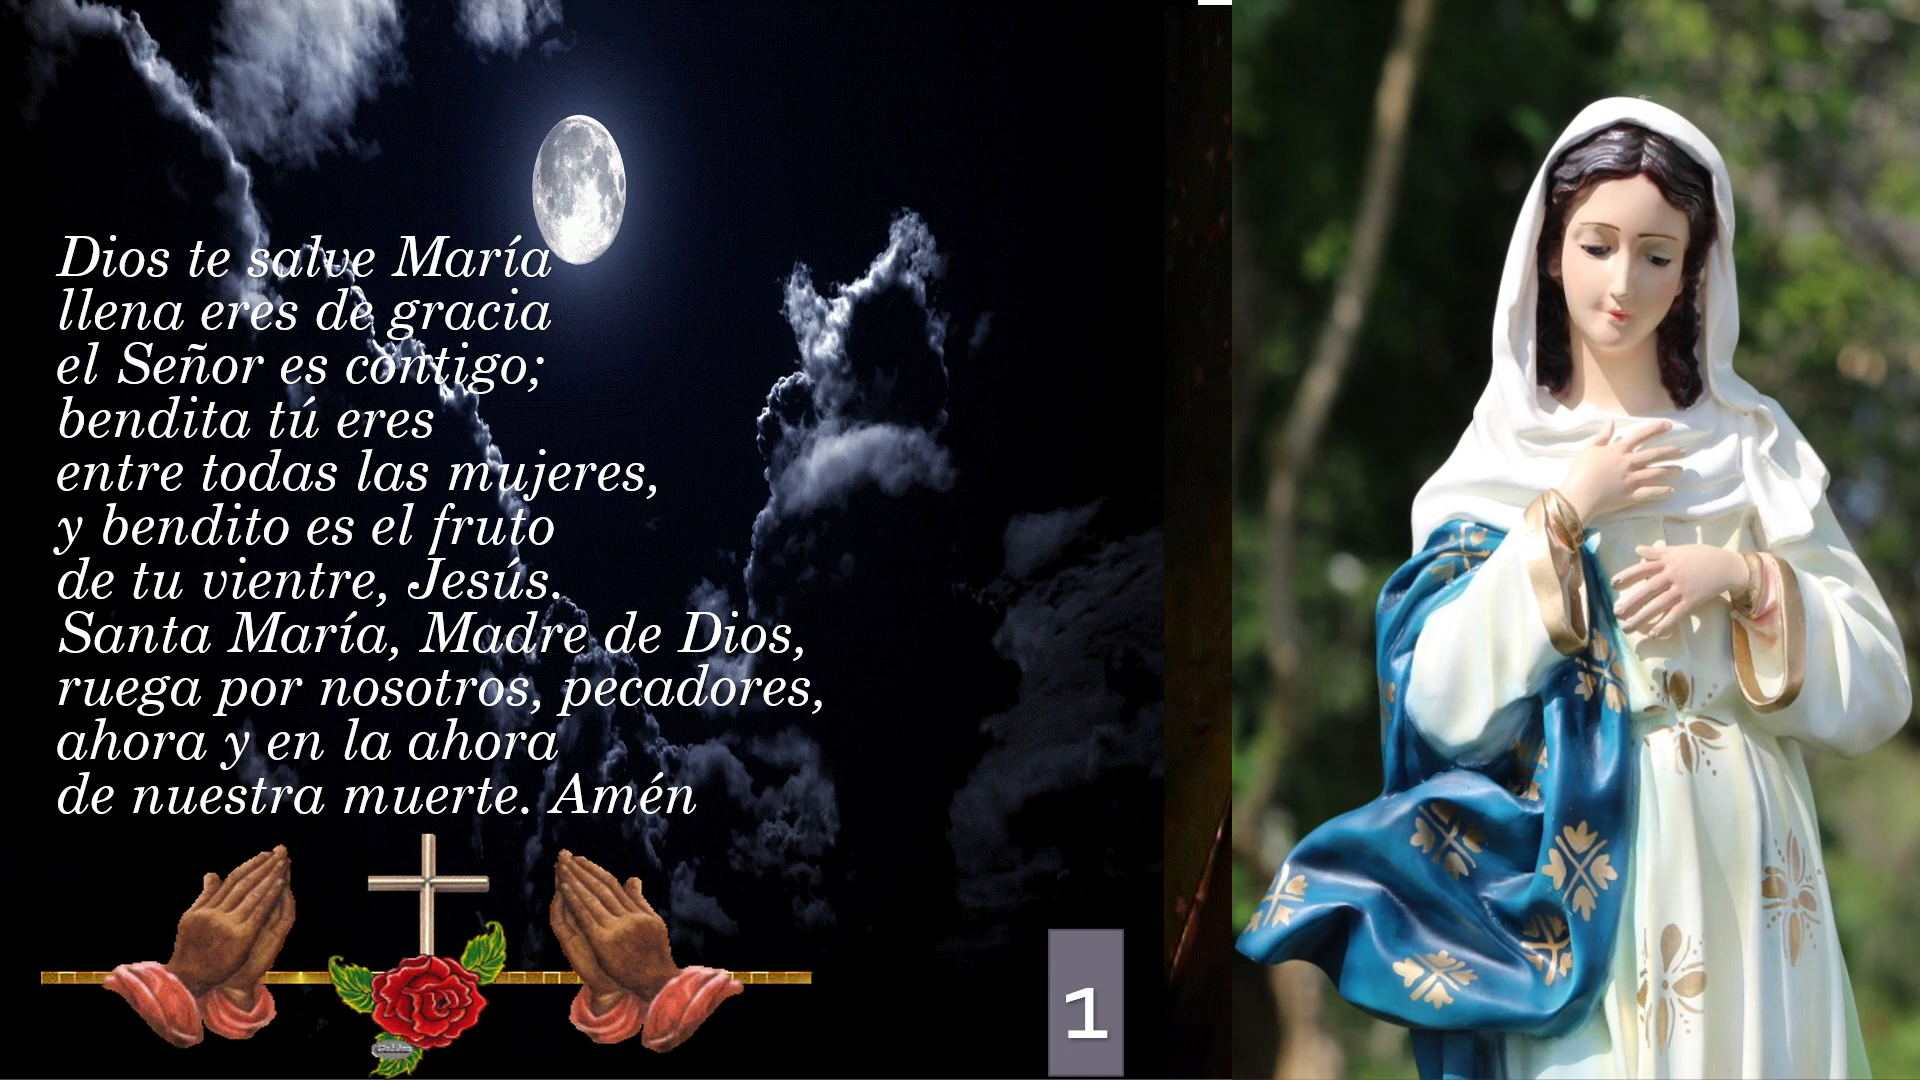 Dios te salve María
llena eres de gracia
el Señor es contigo;
bendita tú eres
entre todas las mujeres,
y bendito es el fruto
de tu vientre, Jesús.
Santa María, Madre de Dios,
ruega por nosotros, pecadores,
ahora y en la ahora
de nuestra muerte. Amén
1